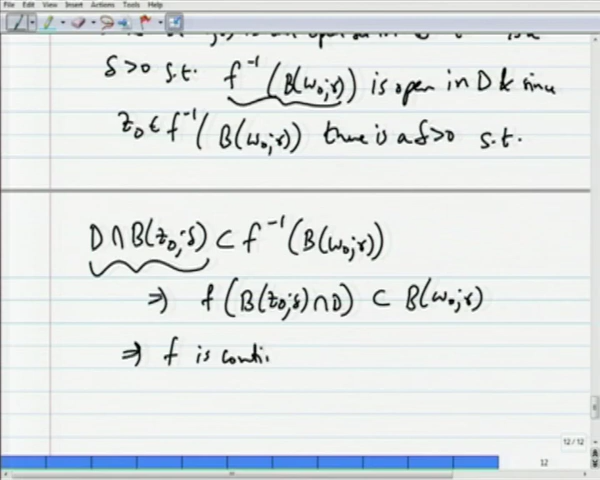 File Edit View Insert Actions Tools Help
δ>0 s.t. f⁻¹(B(w₀;r)) is open in D & since
z₀ ∈ f⁻¹(B(w₀;r)) there is a δ>0 s.t.
D∩B(z₀;δ) ⊂ f⁻¹(B(w₀;r))
⇒ f(B(z₀;δ)∩D) ⊂ B(w₀;r)
⇒ f is conti.
12/12
12